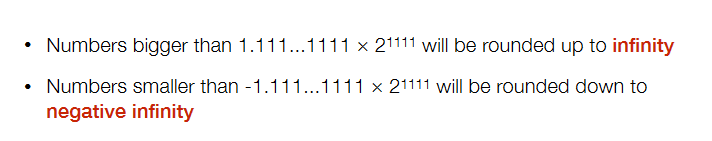 • Numbers bigger than 1.111...1111 × 2¹¹¹¹ will be rounded up to infinity
• Numbers smaller than -1.111...1111 × 2¹¹¹¹ will be rounded down to
negative infinity